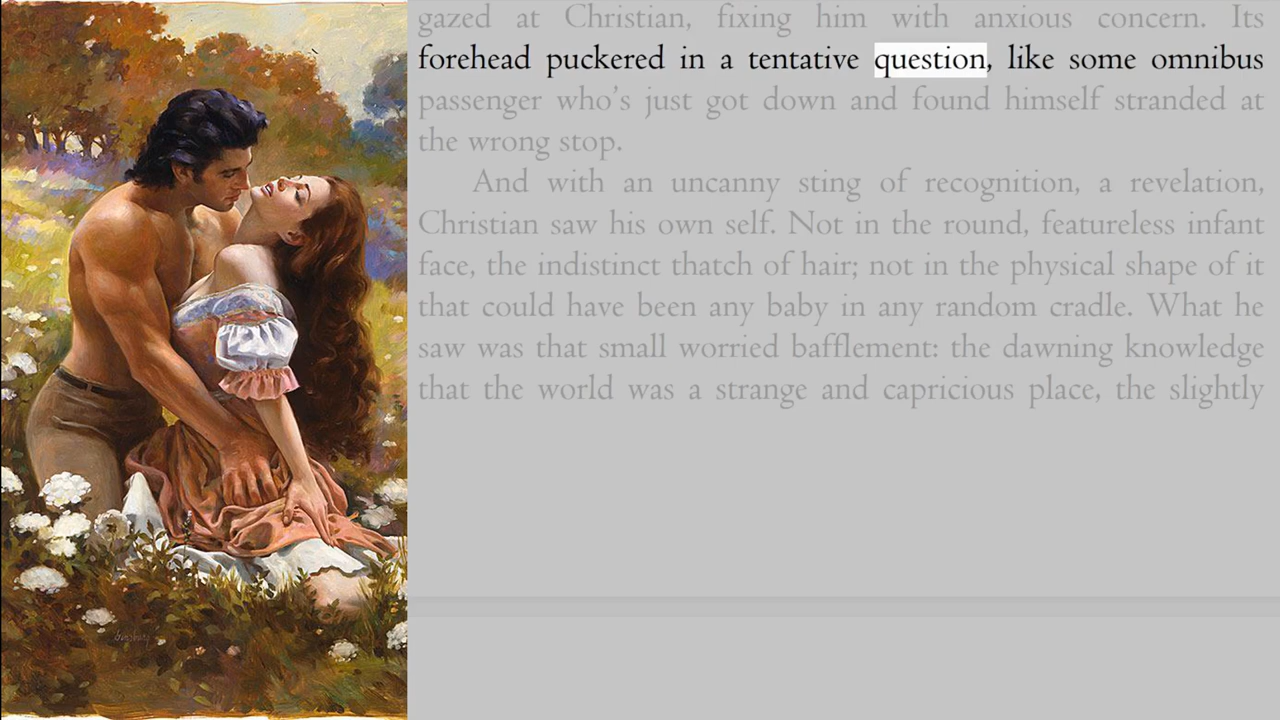 gazed at Christian, fixing him with anxious concern. Its
forehead puckered in a tentative question, like some omnibus
passenger who’s just got down and found himself stranded at
the wrong stop.
And with an uncanny sting of recognition, a revelation,
Christian saw his own self. Not in the round, featureless infant
face, the indistinct thatch of hair; not in the physical shape of it
that could have been any baby in any random cradle. What he
saw was that small worried bafflement: the dawning knowledge
that the world was a strange and capricious place, the slightly